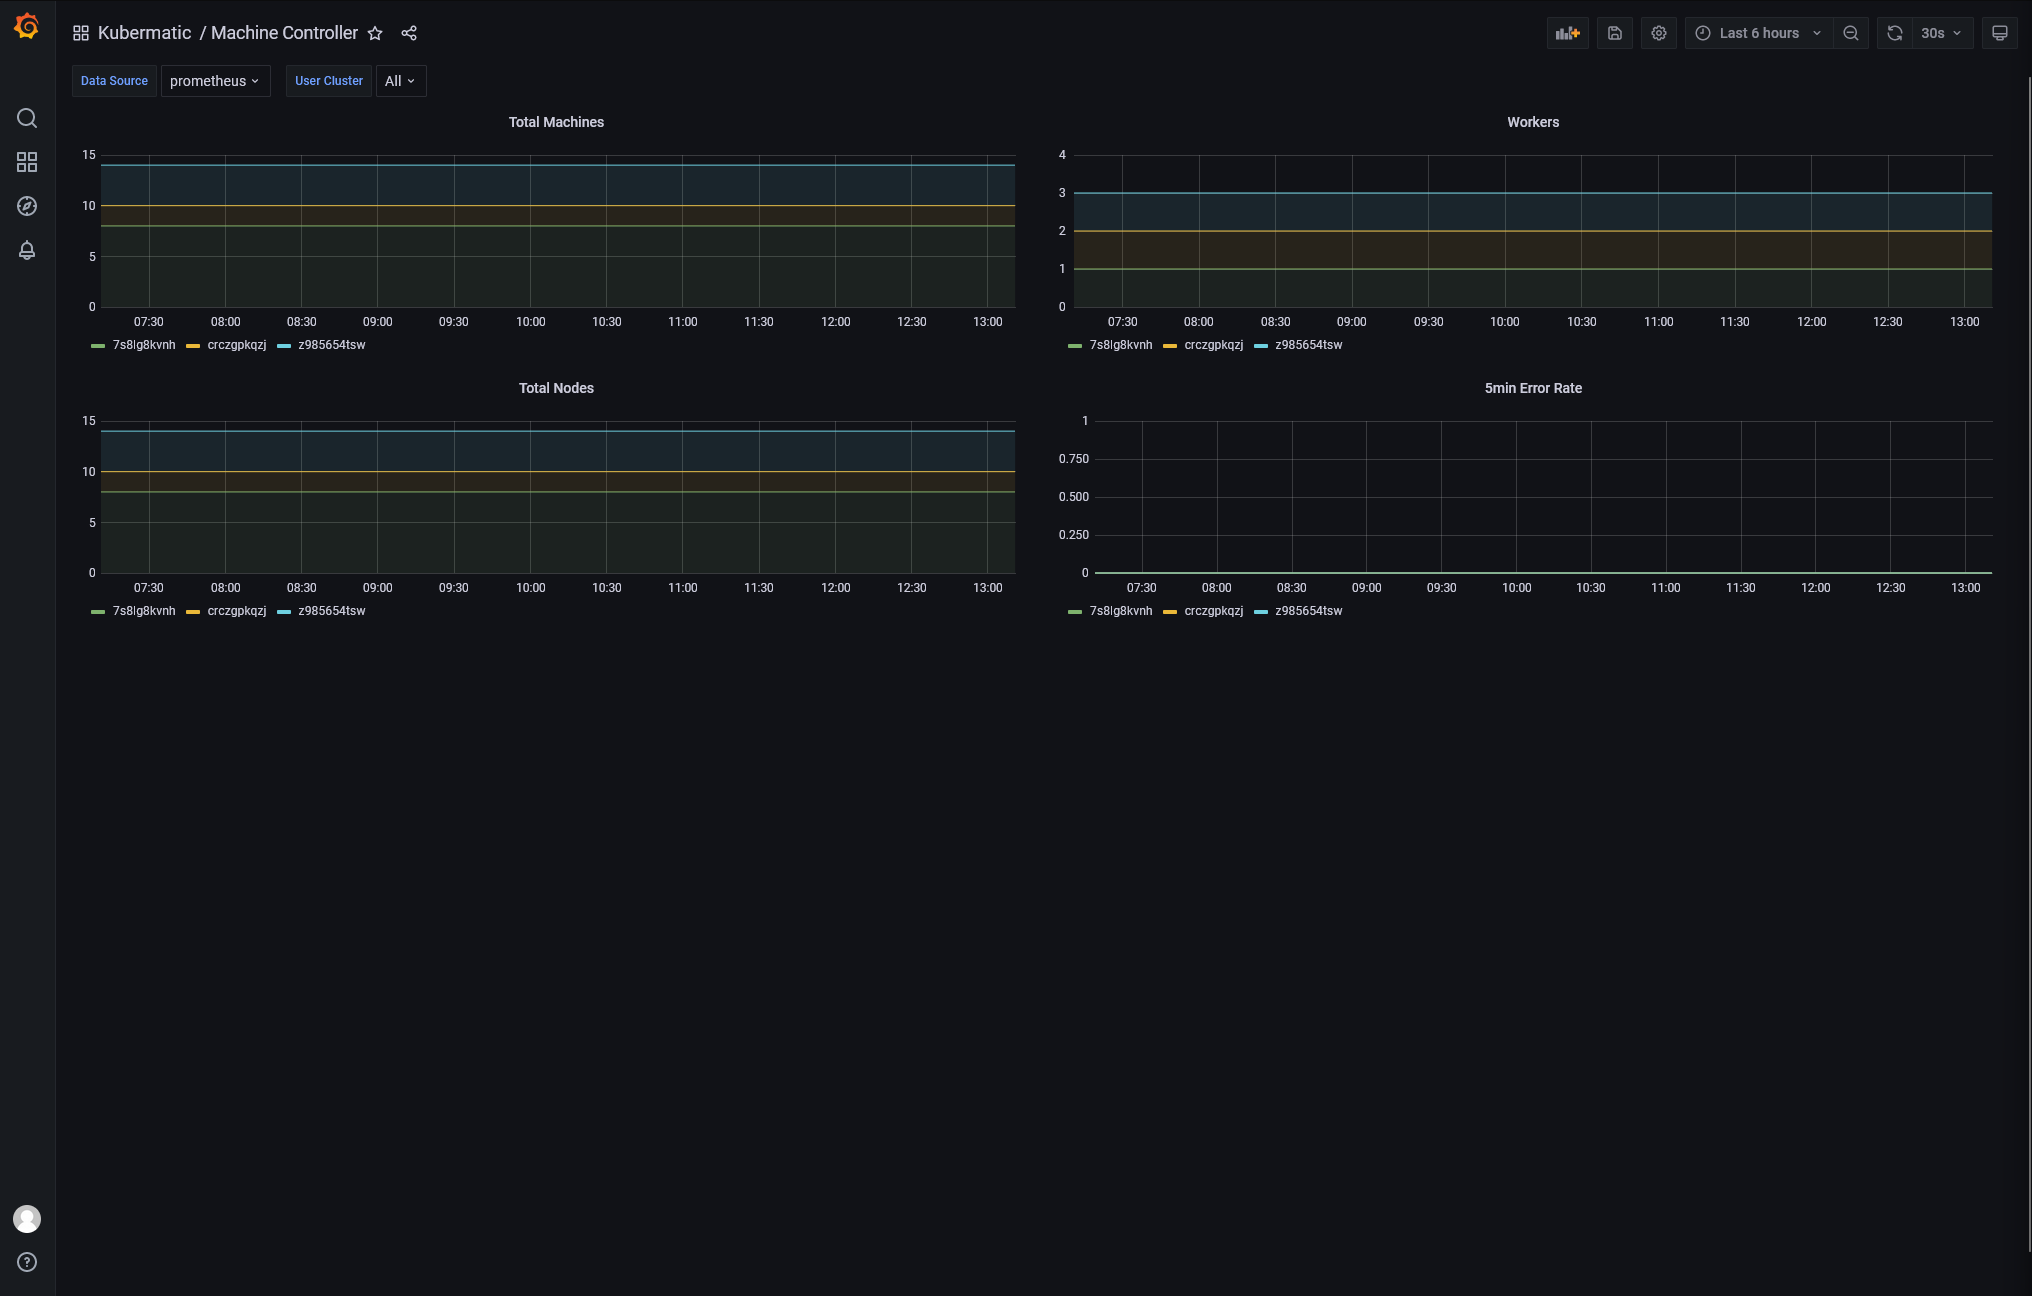 Kubermatic / Machine Controller
Last 6 hours
30s
Data Source prometheus User Cluster All
Total Machines
15
10
5
0
07:30 08:00 08:30 09:00 09:30 10:00 10:30 11:00 11:30 12:00 12:30 13:00
7s8lg8kvnh crczgpkqzj z985654tsw
Workers
4
3
2
1
0
07:30 08:00 08:30 09:00 09:30 10:00 10:30 11:00 11:30 12:00 12:30 13:00
7s8lg8kvnh crczgpkqzj z985654tsw
Total Nodes
15
10
5
0
07:30 08:00 08:30 09:00 09:30 10:00 10:30 11:00 11:30 12:00 12:30 13:00
7s8lg8kvnh crczgpkqzj z985654tsw
5min Error Rate
1
0.750
0.500
0.250
0
07:30 08:00 08:30 09:00 09:30 10:00 10:30 11:00 11:30 12:00 12:30 13:00
7s8lg8kvnh crczgpkqzj z985654tsw